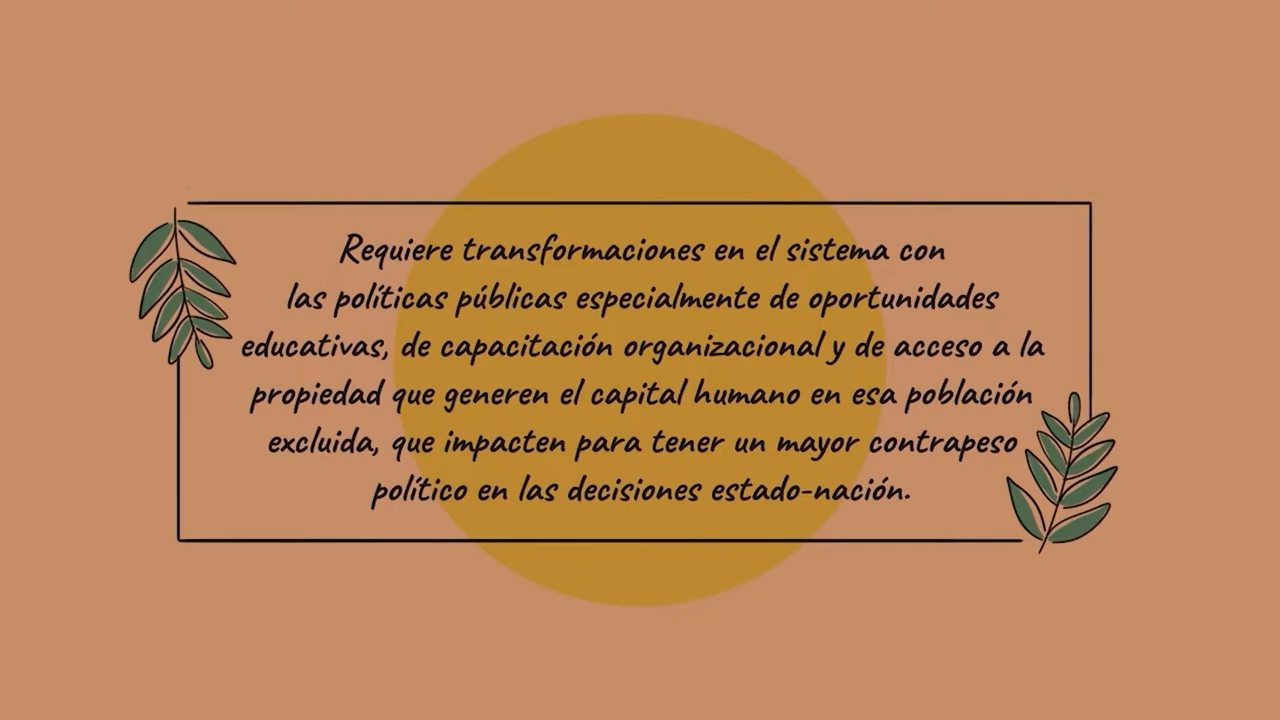 Requiere transformaciones en el sistema con
las políticas públicas especialmente de oportunidades
educativas, de capacitación organizacional y de acceso a la
propiedad que generen el capital humano en esa población
excluida, que impacten para tener un mayor contrapeso
político en las decisiones estado-nación.